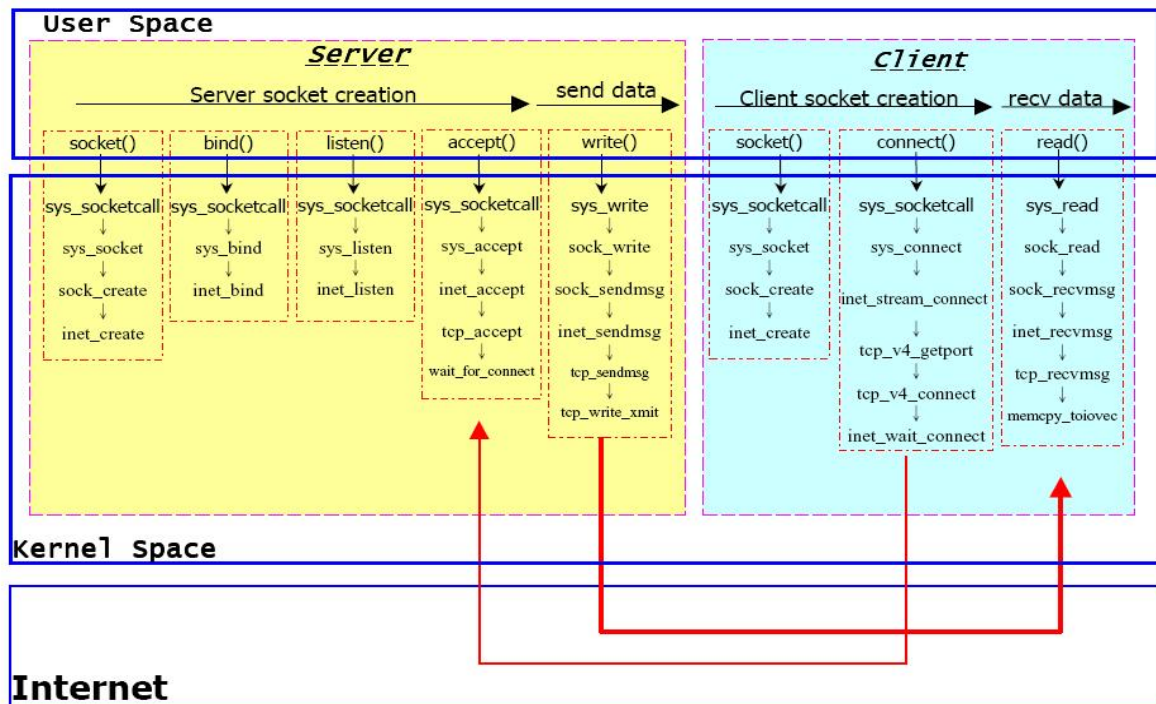 User Space
Server
Client
Server socket creation
send data
Client socket creation
recv data
socket()
bind()
listen()
accept()
write()
socket()
connect()
read()
sys_socketcall
sys_socket
sock_create
inet_create
sys_socketcall
sys_bind
inet_bind
sys_socketcall
sys_listen
inet_listen
sys_socketcall
sys_accept
inet_accept
tcp_accept
wait_for_connect
sys_write
sock_write
sock_sendmsg
inet_sendmsg
tcp_sendmsg
tcp_write_xmit
sys_socketcall
sys_socket
sock_create
inet_create
sys_socketcall
sys_connect
inet_stream_connect
tcp_v4_getport
tcp_v4_connect
inet_wait_connect
sys_read
sock_read
sock_recvmsg
inet_recvmsg
tcp_recvmsg
memcpy_toiovec
Kernel Space
Internet